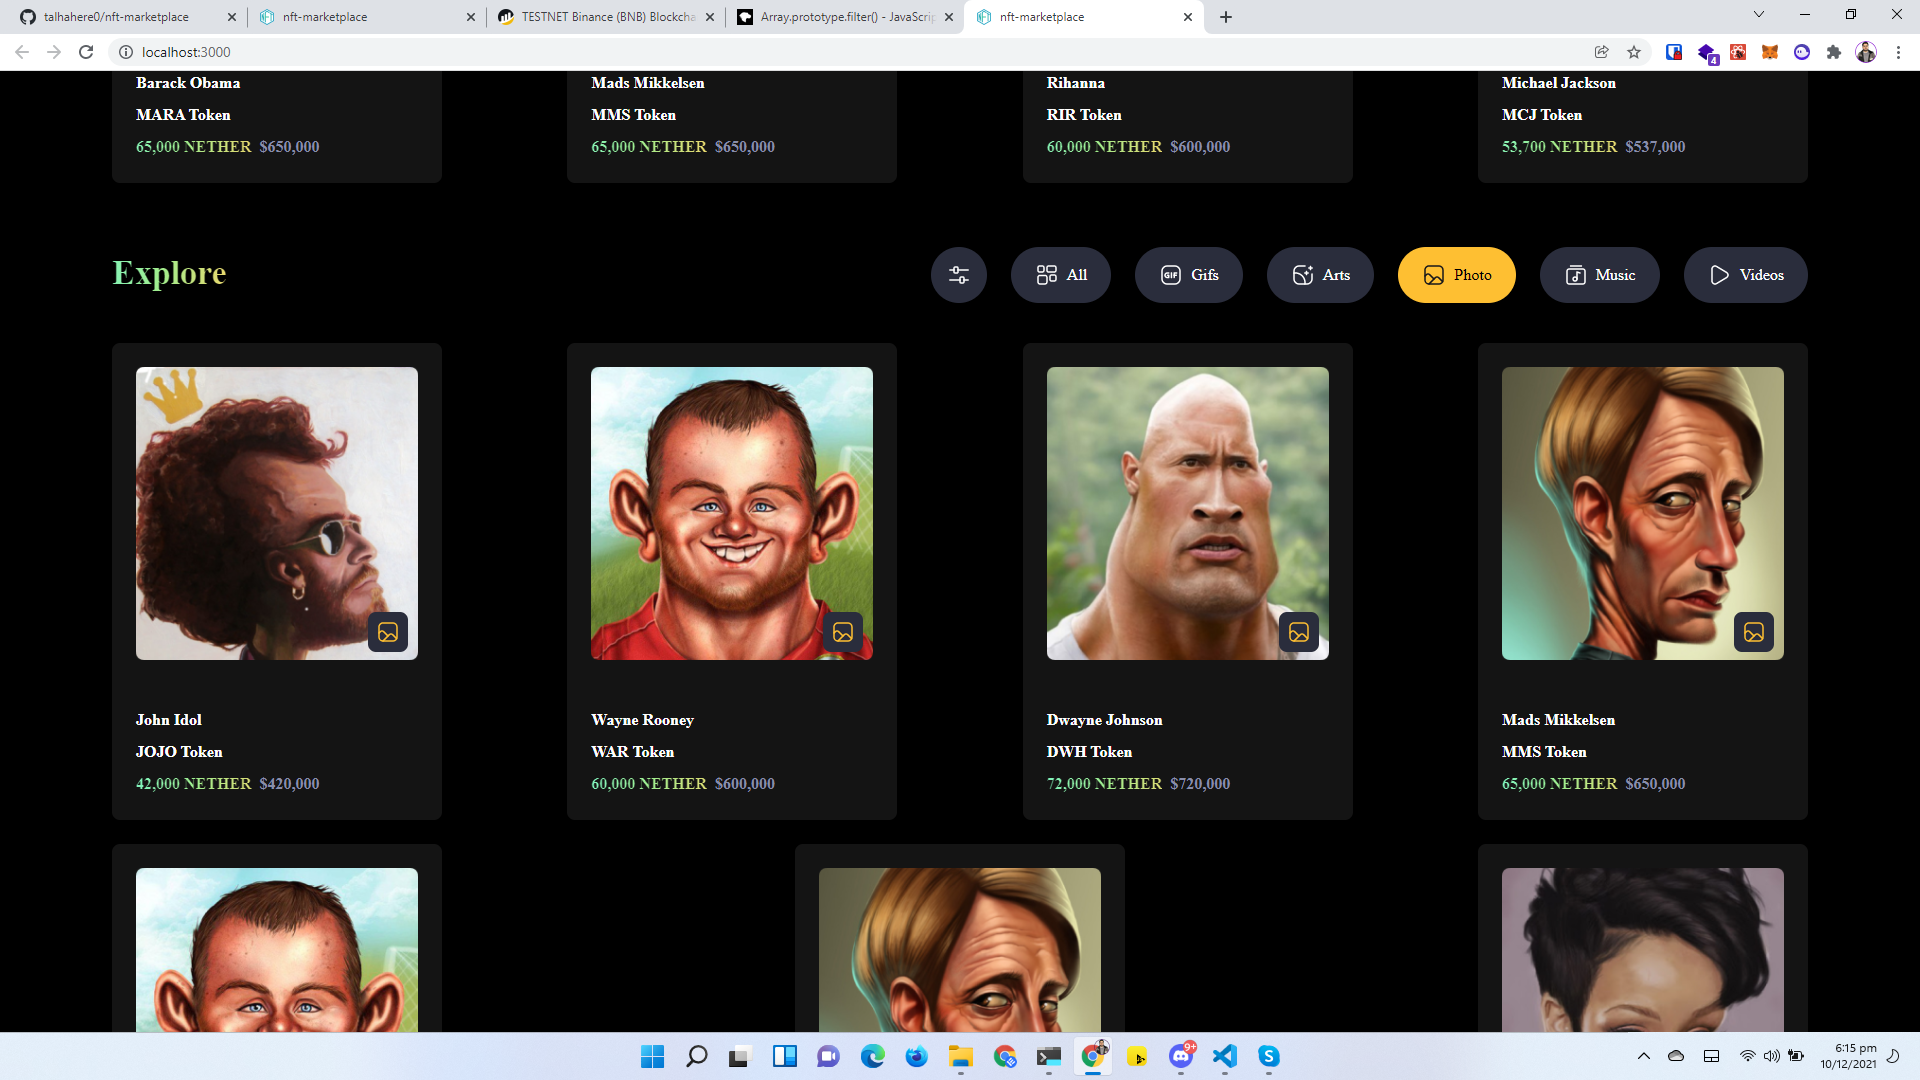 talhahere0/nft-marketplace
nft-marketplace
TESTNET Binance (BNB) Blockcha
Array.prototype.filter() - JavaScrip
nft-marketplace
localhost:3000
4
Barack Obama
MARA Token
65,000 NETHER $650,000
Mads Mikkelsen
MMS Token
65,000 NETHER $650,000
Rihanna
RIR Token
60,000 NETHER $600,000
Michael Jackson
MCJ Token
53,700 NETHER $537,000
Explore
All
GIF Gifs
Arts
Photo
Music
Videos
John Idol
JOJO Token
42,000 NETHER $420,000
Wayne Rooney
WAR Token
60,000 NETHER $600,000
Dwayne Johnson
DWH Token
72,000 NETHER $720,000
Mads Mikkelsen
MMS Token
65,000 NETHER $650,000
9+
6:15 pm
10/12/2021